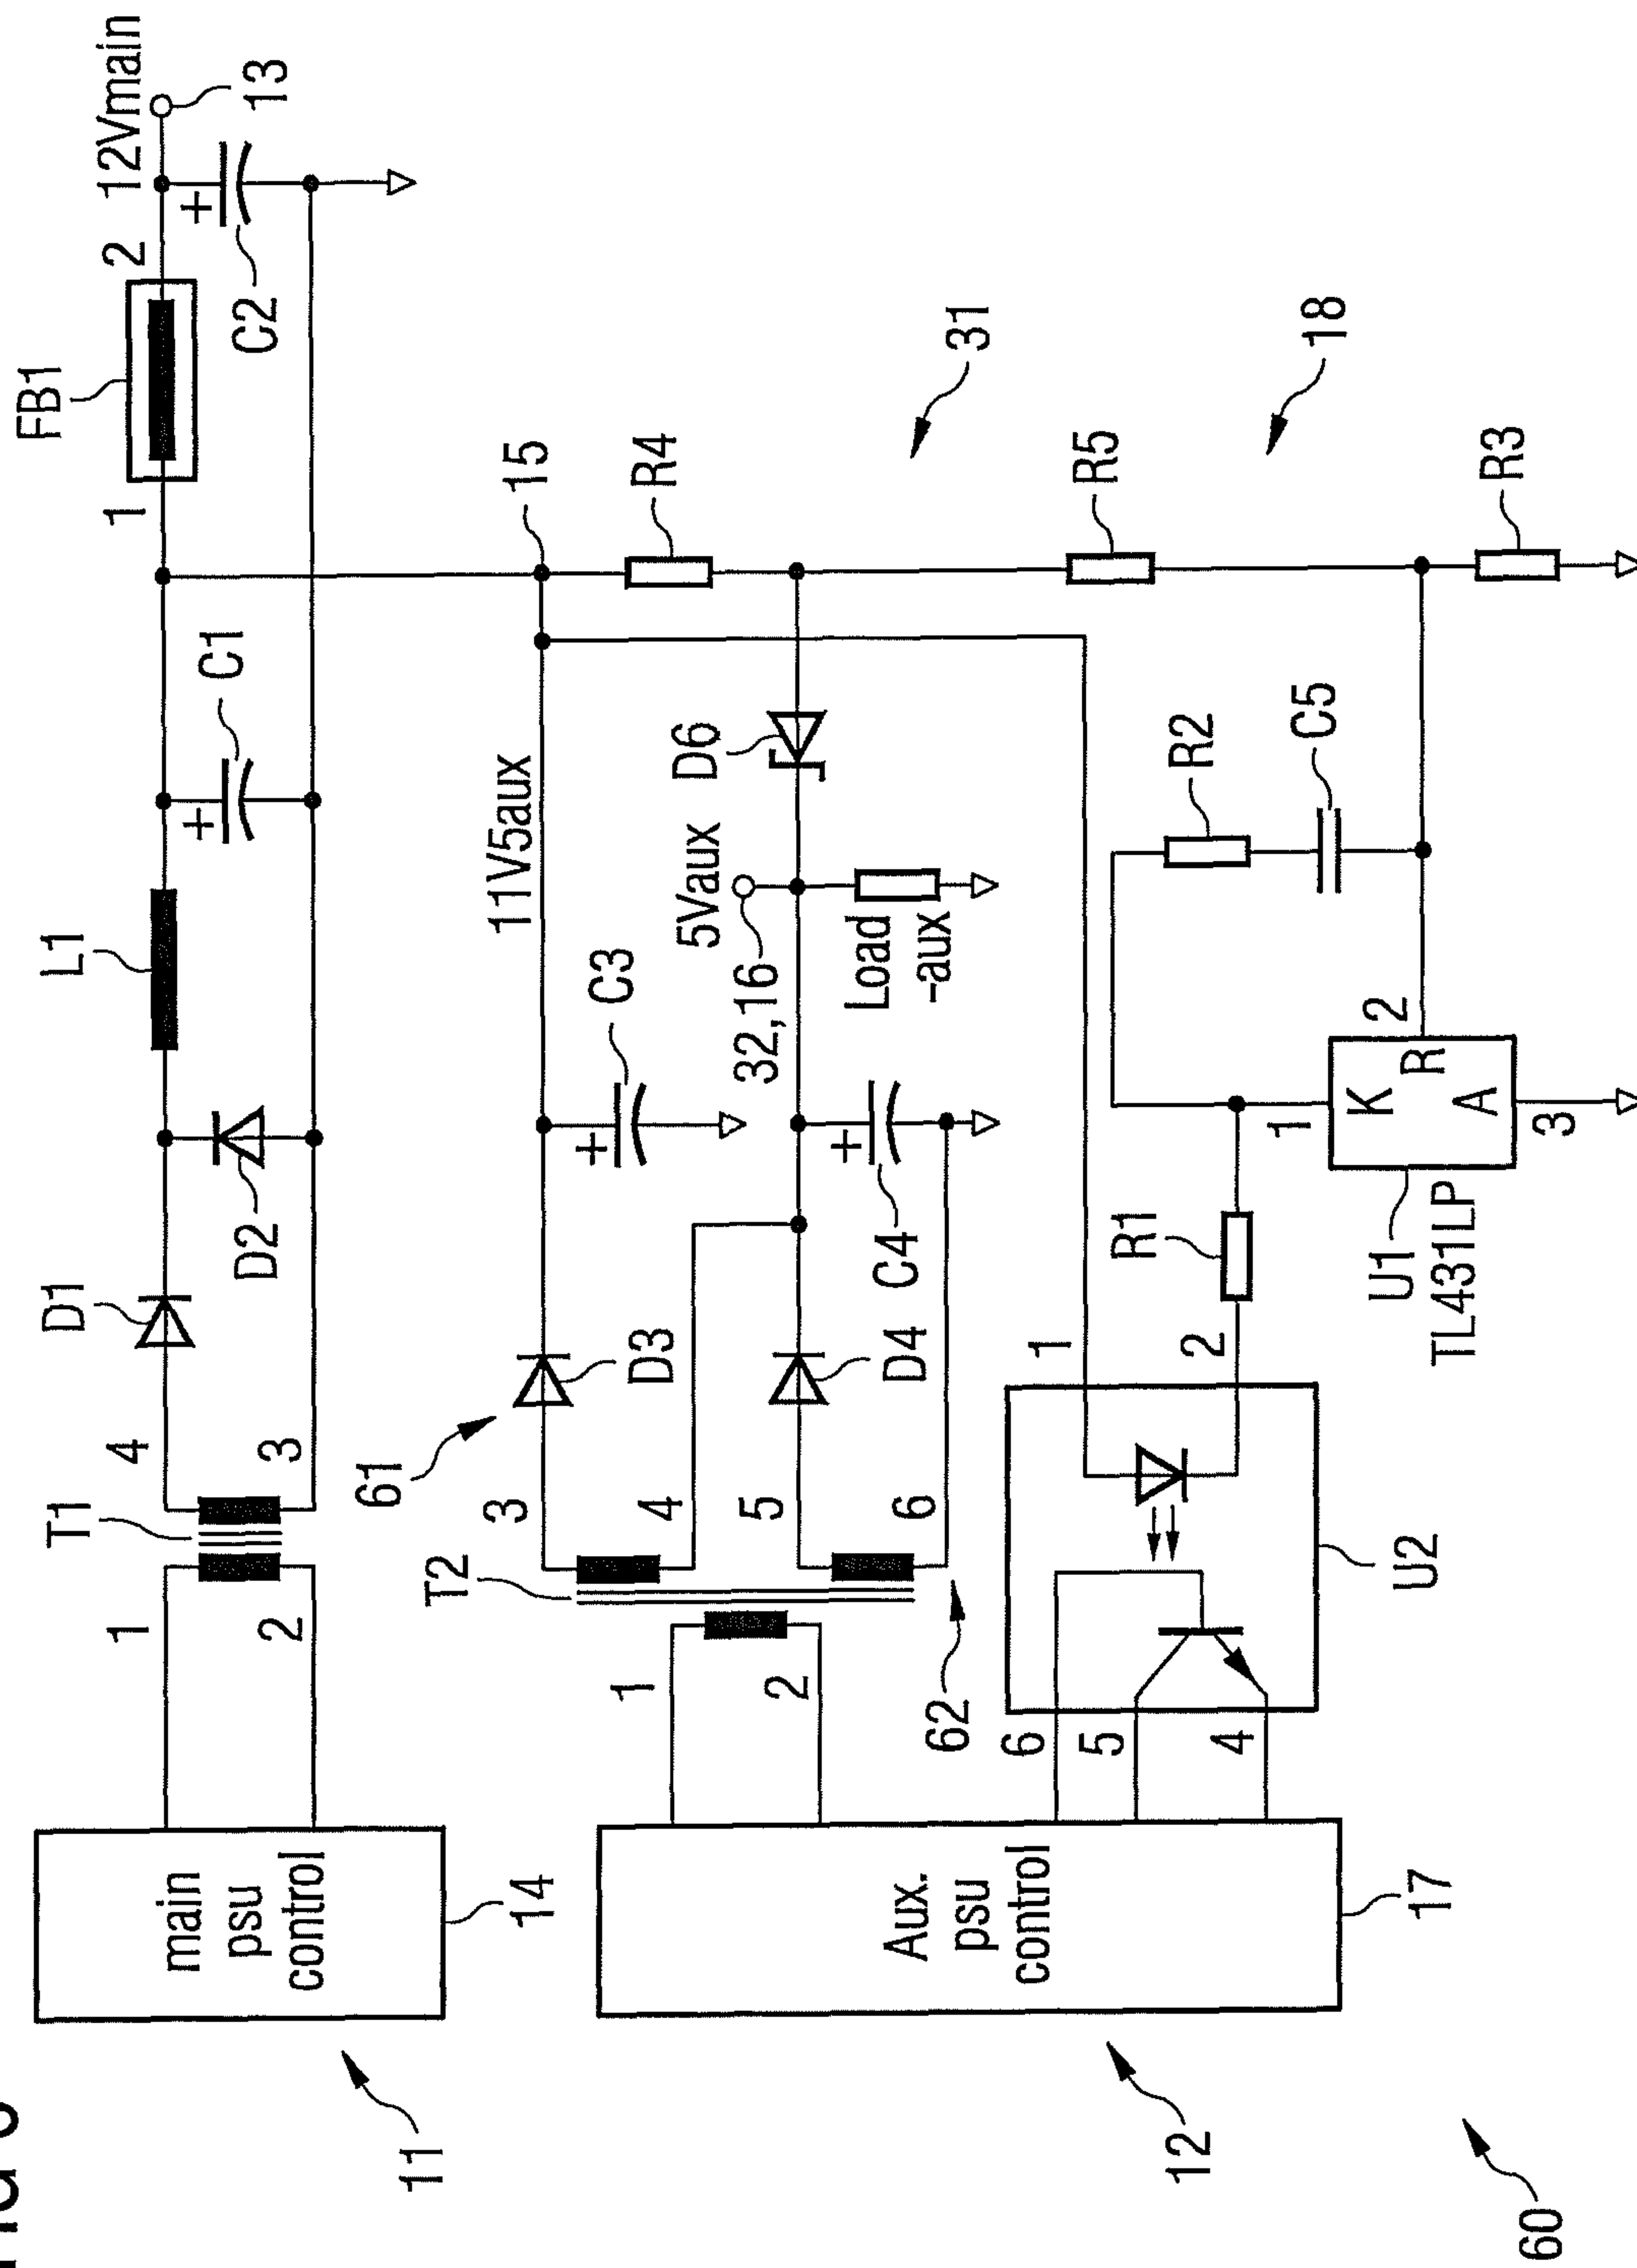 FB1
12Vmain
13
1
2
C2
L1
C1
D1
D2
T1
1
2
4
3
main
psu
control
14
11
15
R4
31
11V5aux
C3
D6
5Vaux
32,16
Load
-aux
61
D3
3
4
5
6
T2
1
2
D4
C4
62
R5
18
R3
R2
C5
Aux.
psu
control
17
12
6
5
4
1
2
U2
R1
1
K
R
A
2
3
U1
TL431LP
60